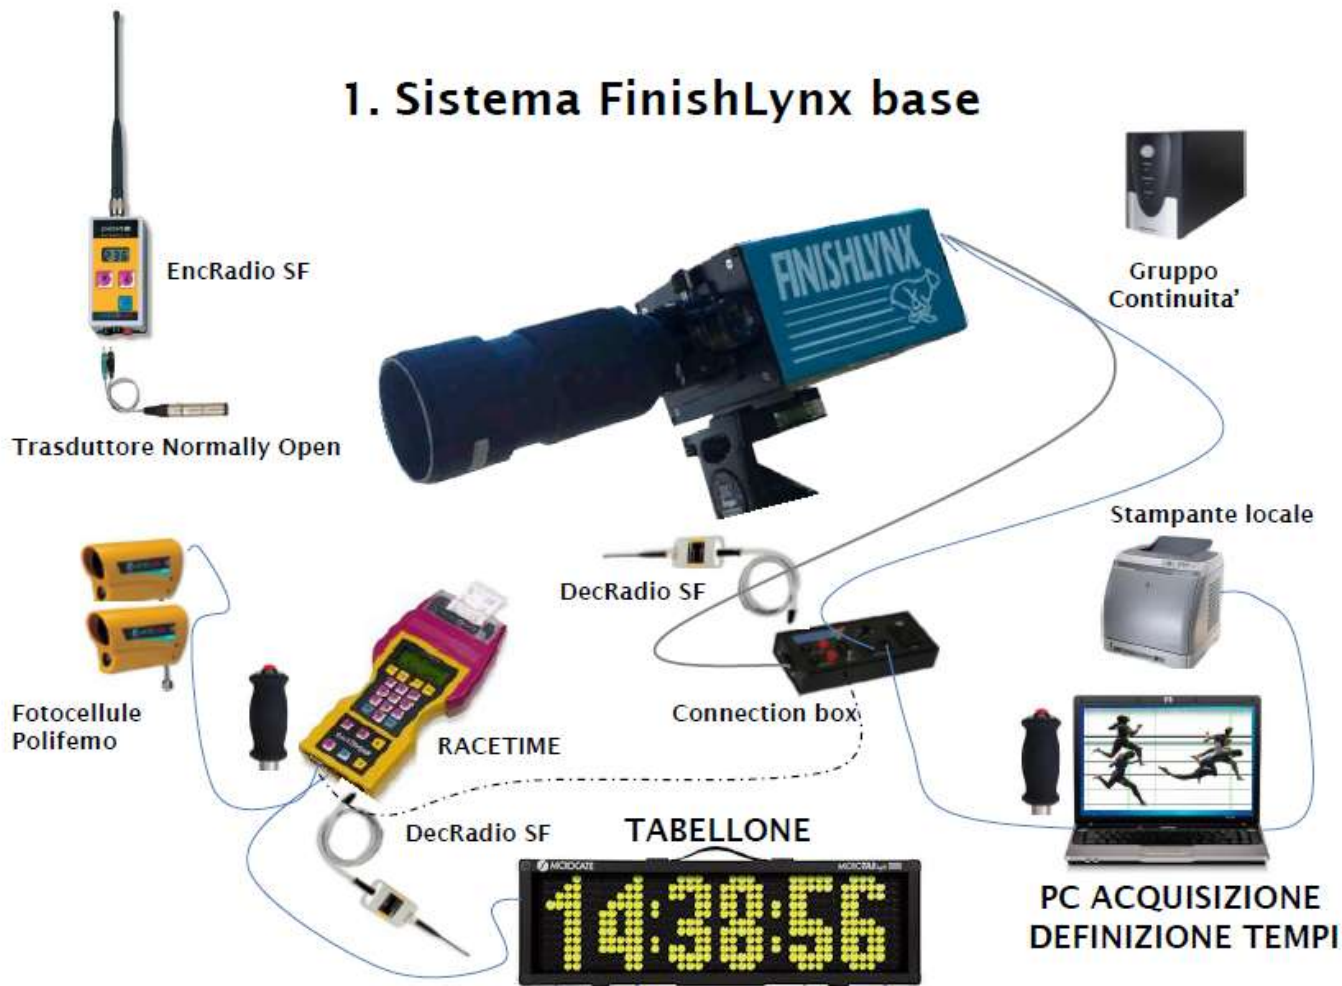 1. Sistema FinishLynx base
EncRadio SF
FINISHLYNX
Gruppo
Continuita’
Trasduttore Normally Open
Stampante locale
DecRadio SF
Fotocellule
Polifemo
RACETIME
Connection box
DecRadio SF
TABELLONE
MICROGATE
14:38:56
PC ACQUISIZIONE
DEFINIZIONE TEMPI